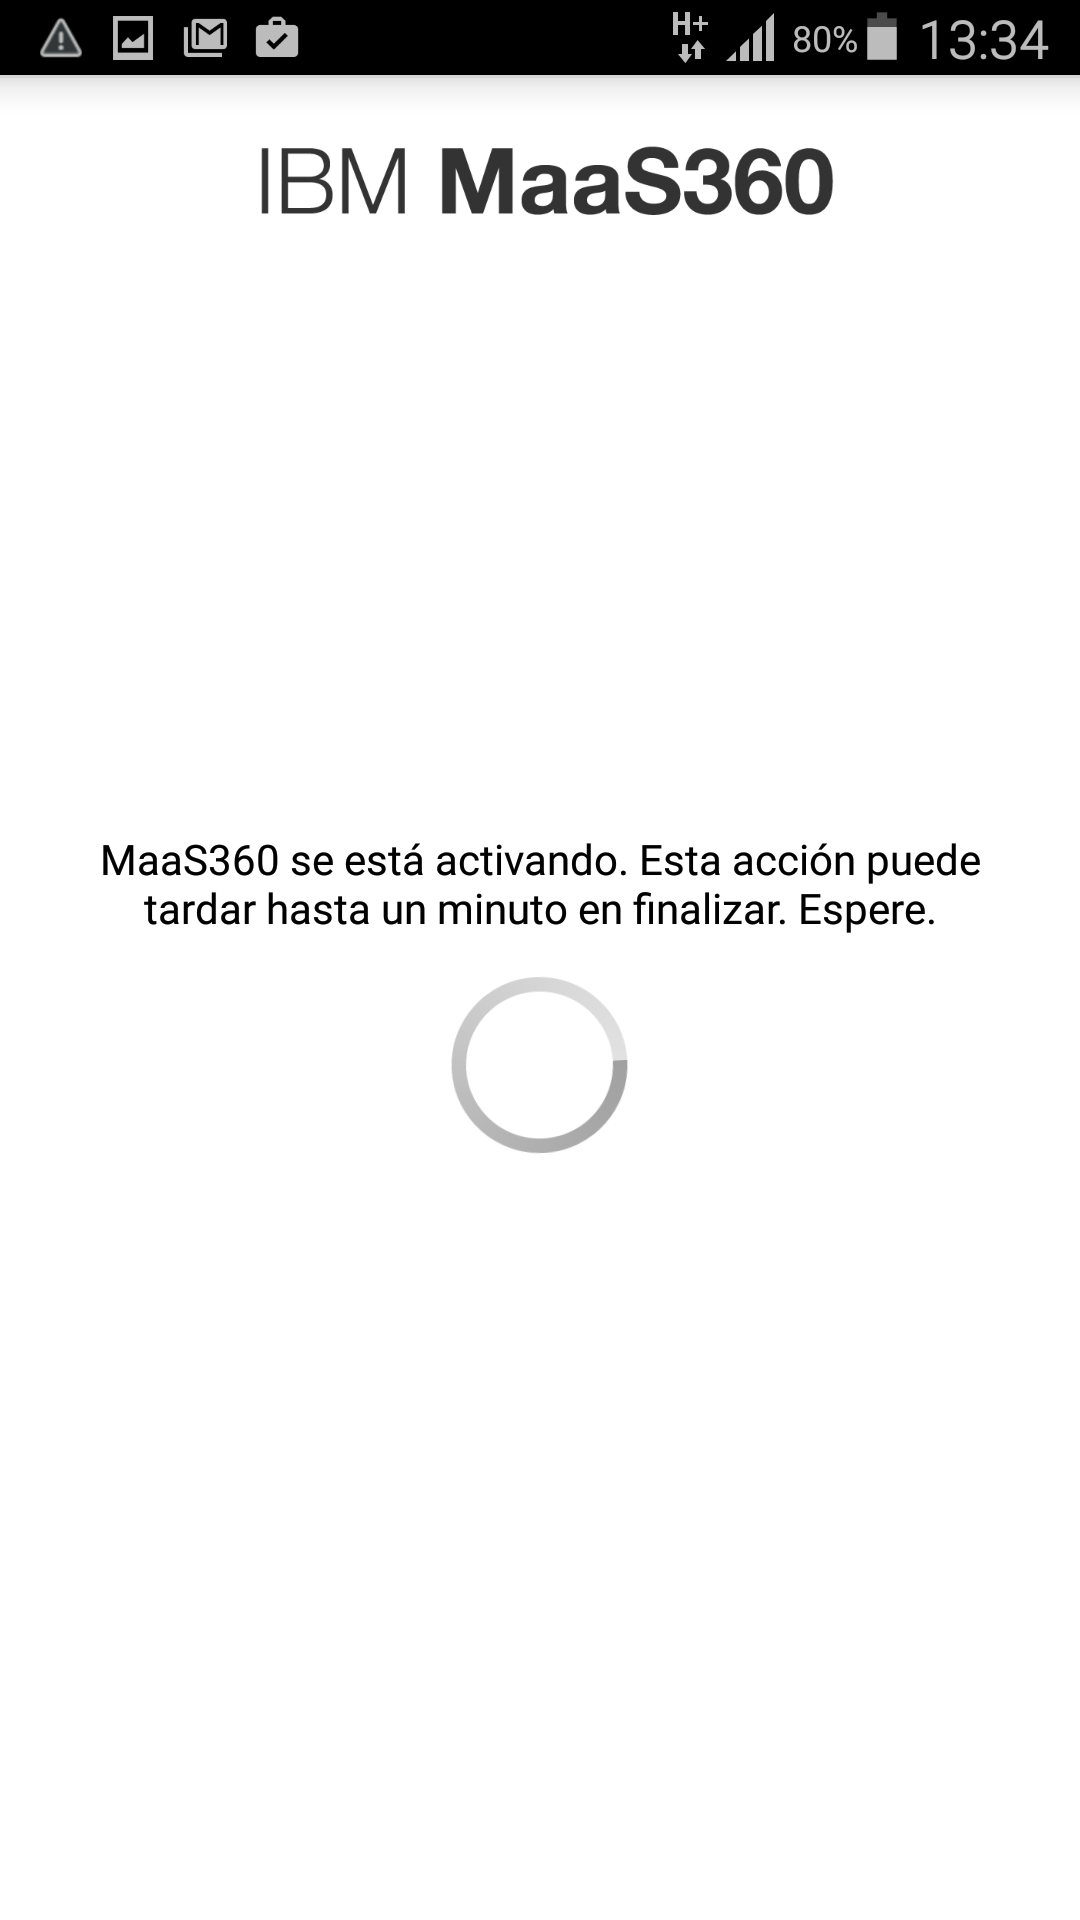 H+ 80% 13:34
IBM MaaS360
MaaS360 se está activando. Esta acción puede
tardar hasta un minuto en finalizar. Espere.